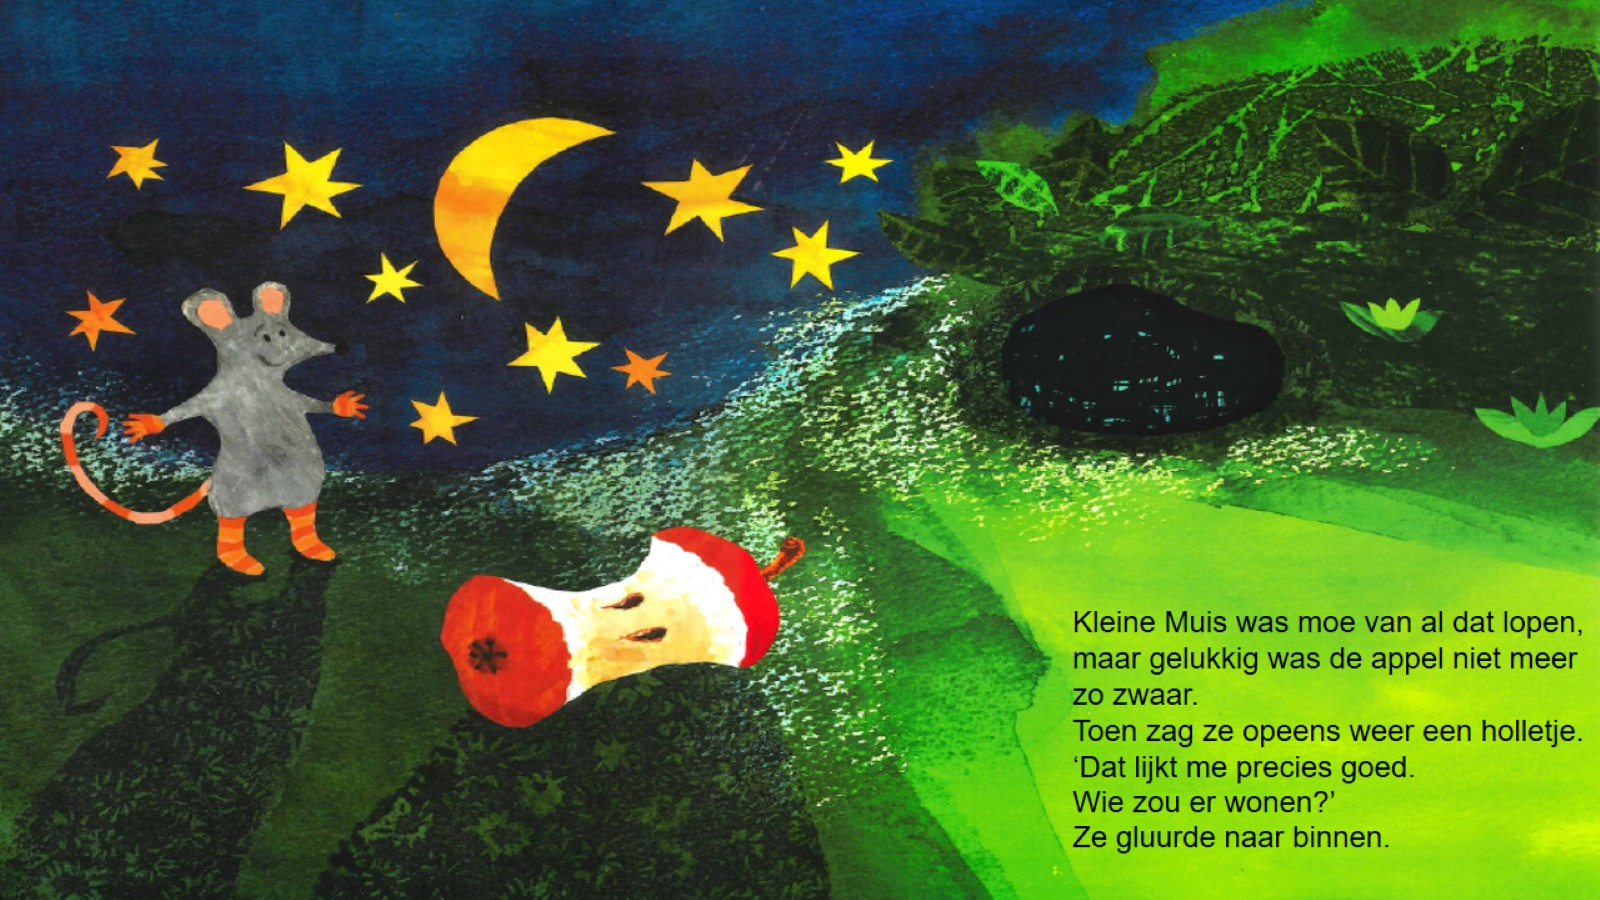 Kleine Muis was moe van al dat lopen,
maar gelukkig was de appel niet meer
zo zwaar.
Toen zag ze opeens weer een holletje.
‘Dat lijkt me precies goed.
Wie zou er wonen?’
Ze gluurde naar binnen.